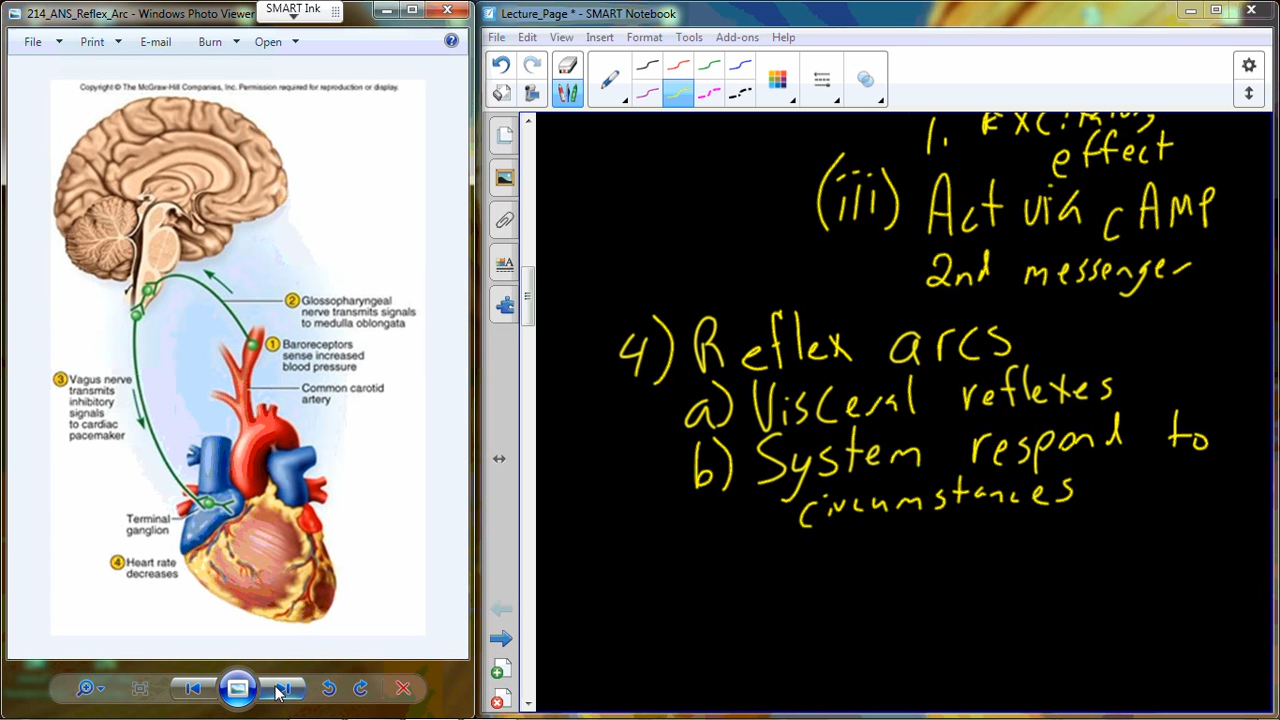 214_ANS_Reflex_Arc - Windows Photo Viewer
SMART Ink
File Print E-mail Burn Open
Copyright © The McGraw-Hill Companies, Inc. Permission required for reproduction or display.
2 Glossopharyngeal
nerve transmits signals
to medulla oblongata
1 Baroreceptors
sense increased
blood pressure
Common carotid
artery
3 Vagus nerve
transmits
inhibitory
signals
to cardiac
pacemaker
Terminal
ganglion
4 Heart rate
decreases
Lecture_Page * - SMART Notebook
File Edit View Insert Format Tools Add-ons Help
1.
effect
(iii) Act via cAMP
2nd messenger
4) Reflex arcs
a) Visceral reflexes
b) System respond to
circumstances